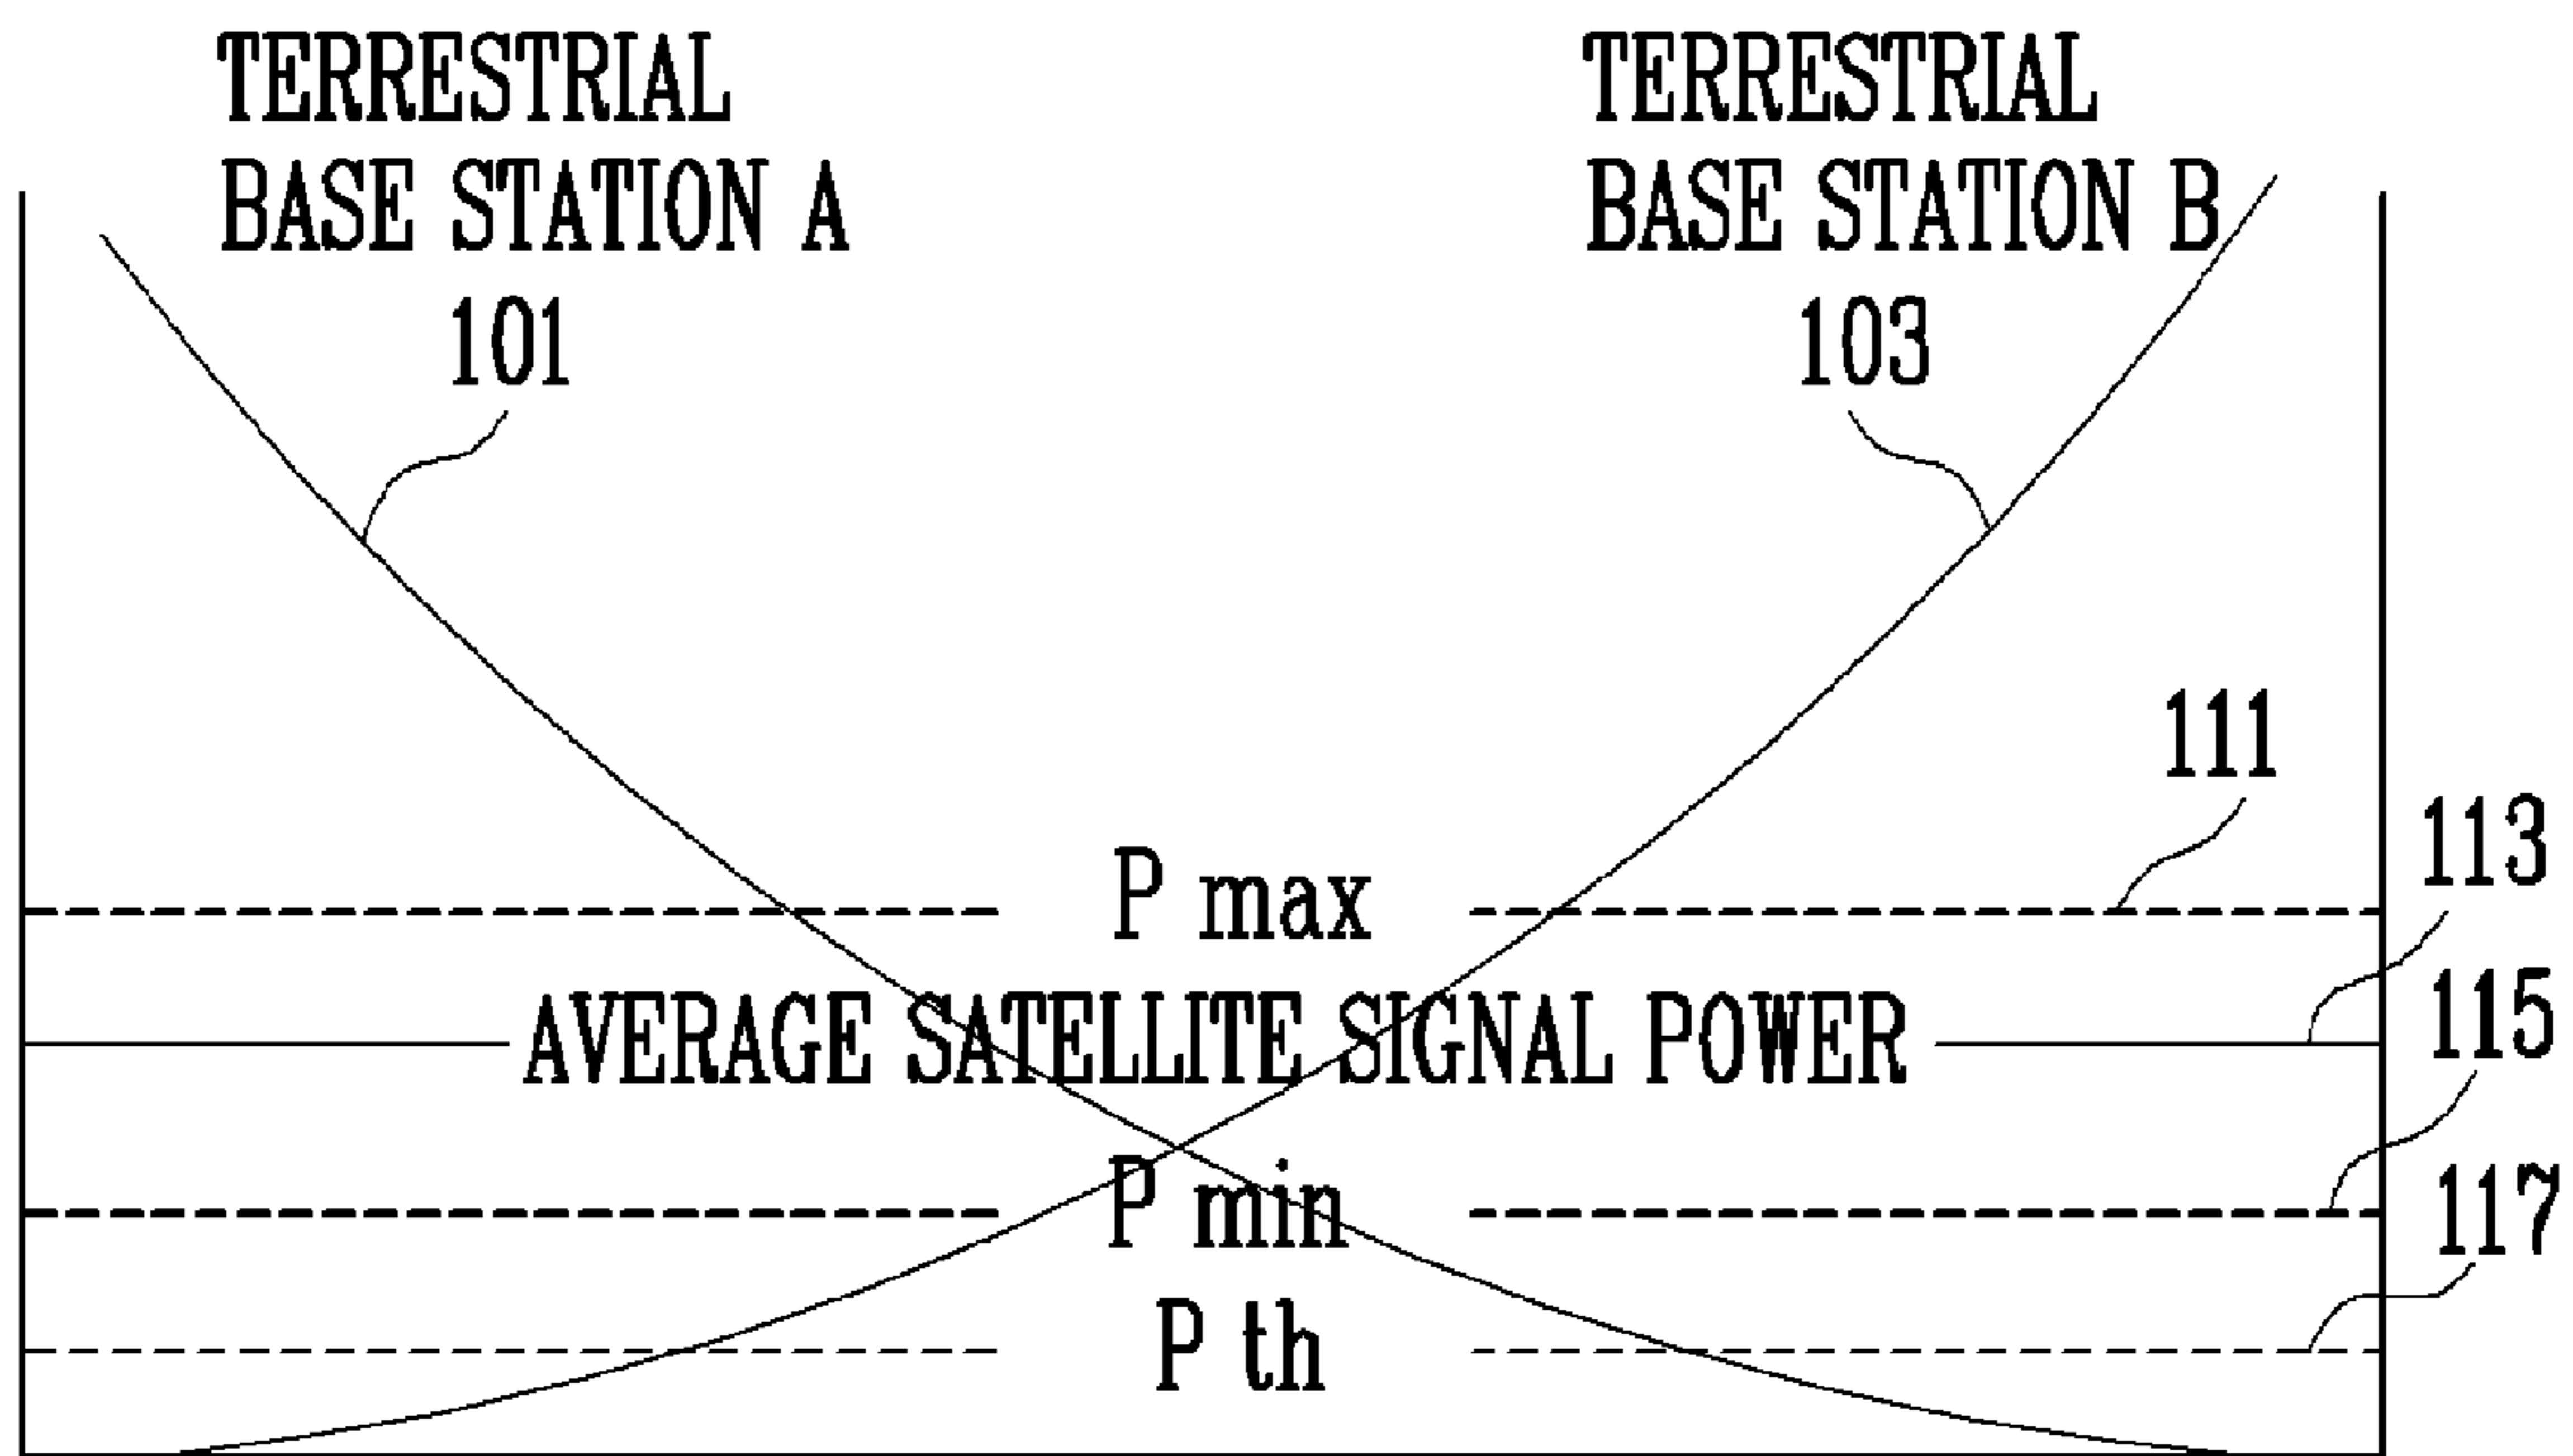 TERRESTRIAL
BASE STATION A
101
TERRESTRIAL
BASE STATION B
103
111
P max
113
AVERAGE SATELLITE SIGNAL POWER
115
P min
117
P th